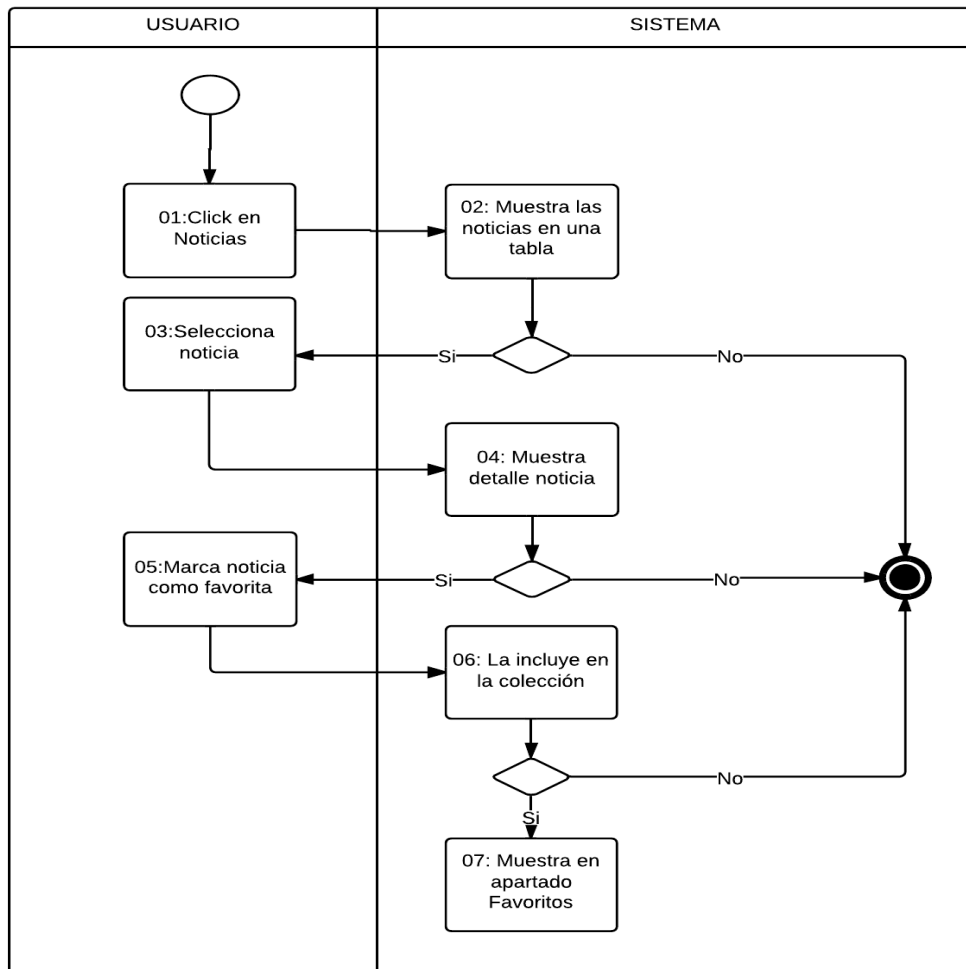 USUARIO
SISTEMA
01:Click en
Noticias
02: Muestra las
noticias en una
tabla
03:Selecciona
noticia
Si
No
04: Muestra
detalle noticia
05:Marca noticia
como favorita
Si
No
06: La incluye en
la colección
No
Si
07: Muestra en
apartado
Favoritos